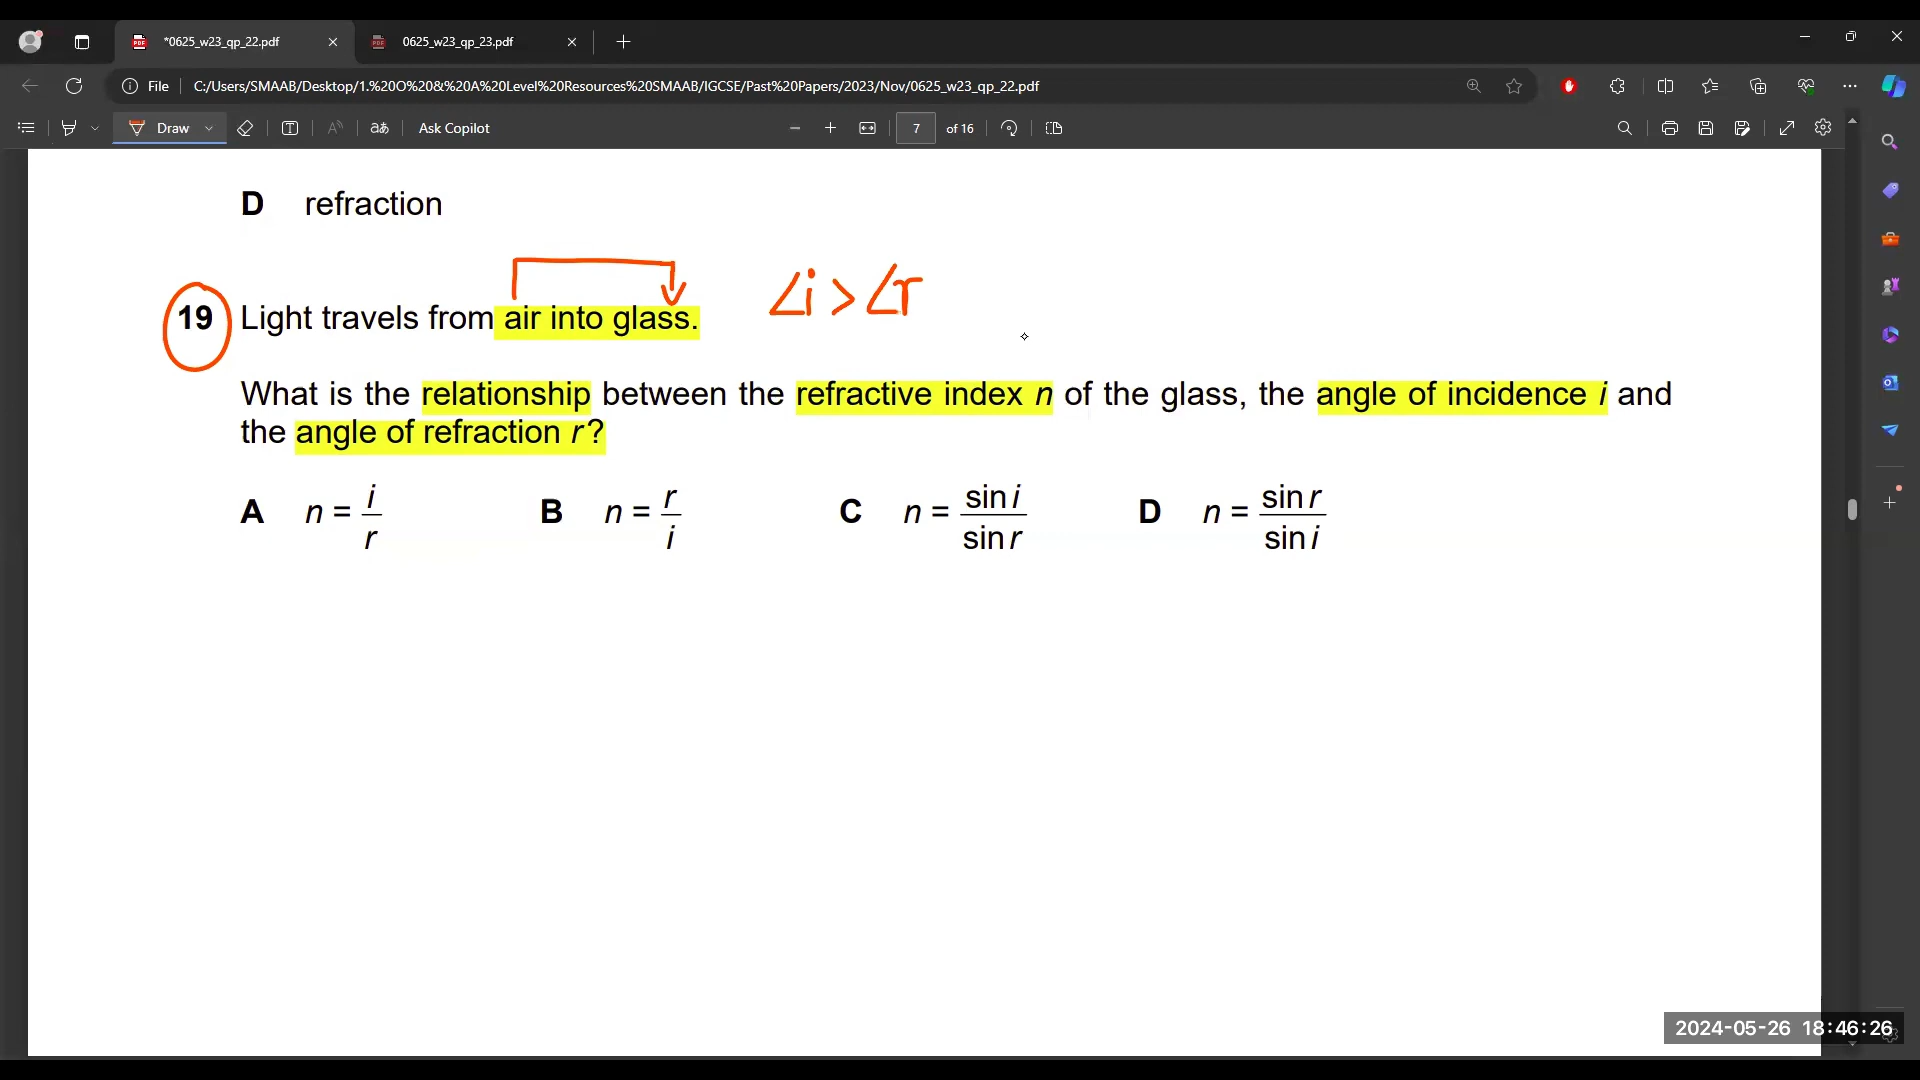 *0625_w23_qp_22.pdf
0625_w23_qp_23.pdf
File C:/Users/SMAAB/Desktop/1.%20O%20&%20A%20Level%20Resources%20SMAAB/IGCSE/Past%20Papers/2023/Nov/0625_w23_qp_22.pdf
Draw aあ Ask Copilot 7 of 16
D refraction
∠i > ∠r
19 Light travels from air into glass.
What is the relationship between the refractive index n of the glass, the angle of incidence i and
the angle of refraction r?
A n = i/r B n = r/i C n = sin i/sin r D n = sin r/sin i
2024-05-26 18:46:26